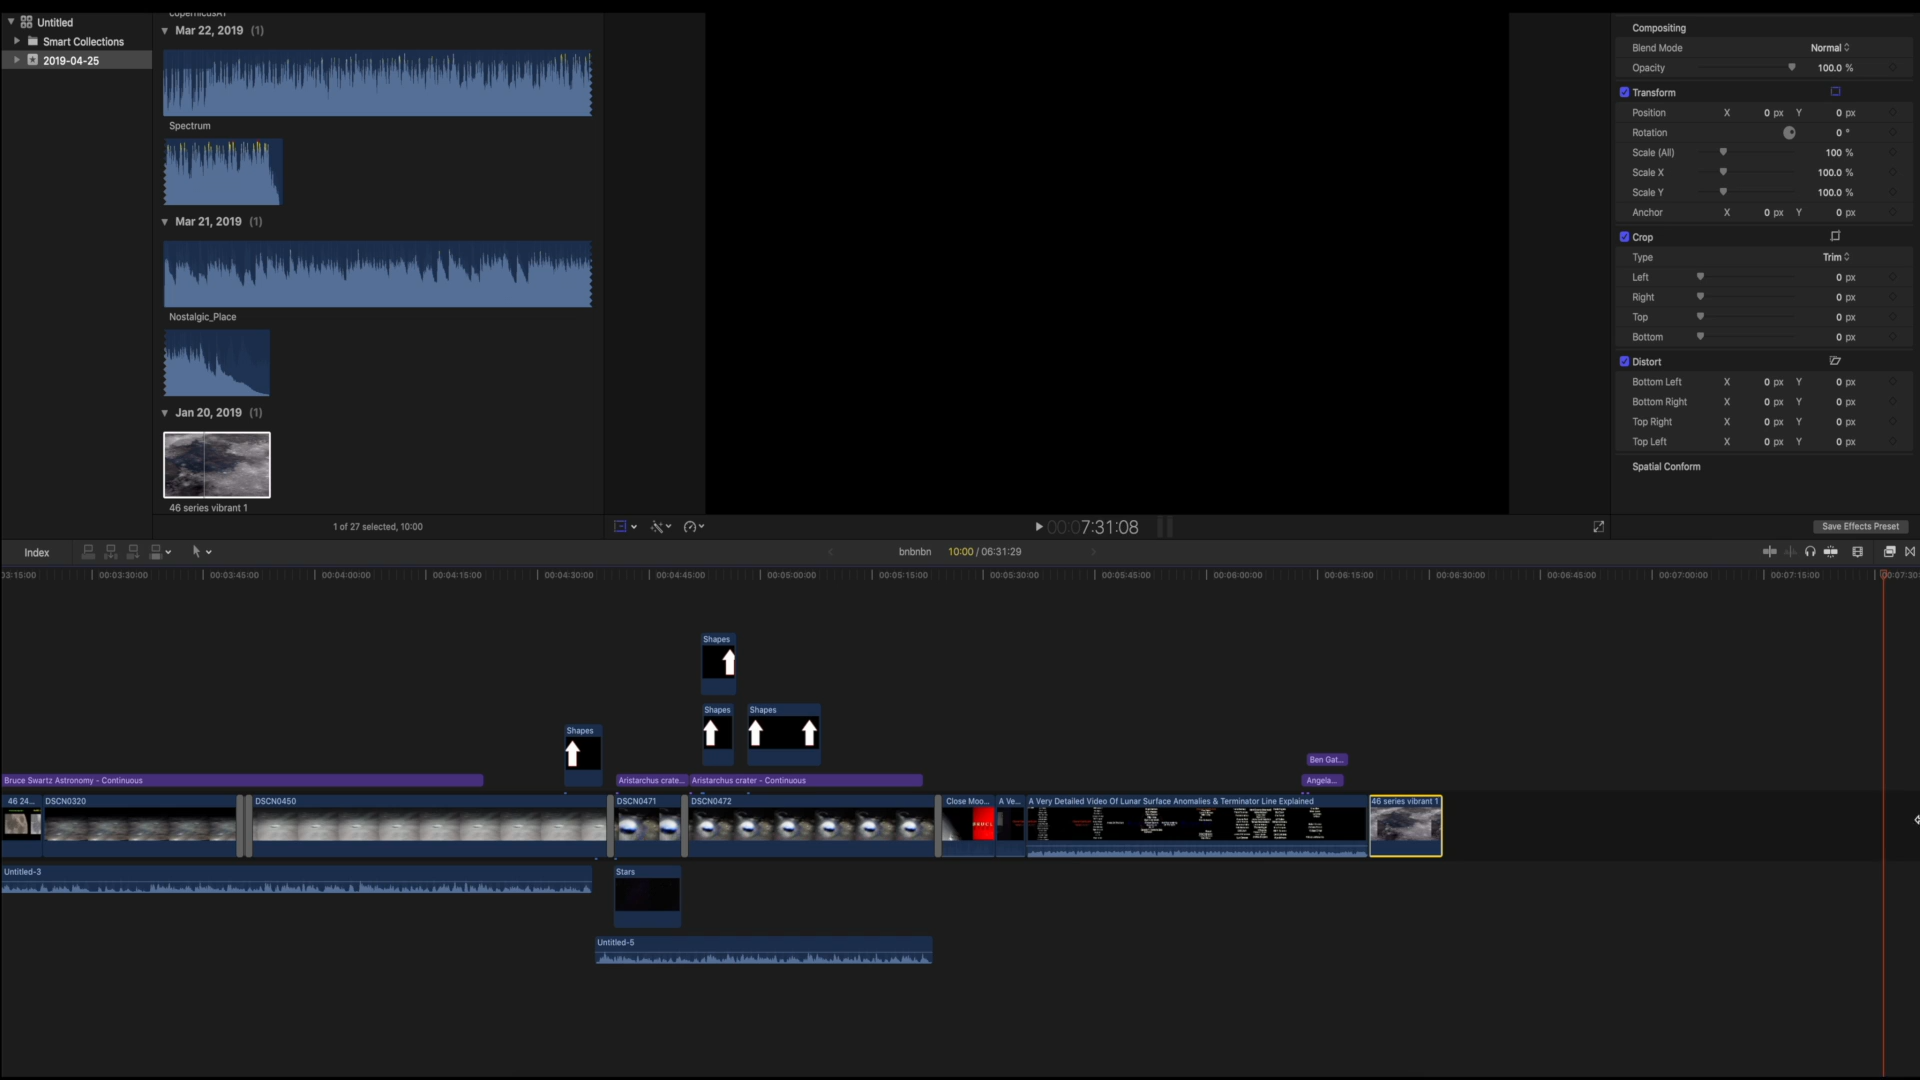 Untitled
Smart Collections
2019-04-25
Mar 22, 2019 (1)
Spectrum
Mar 21, 2019 (1)
Nostalgic_Place
Jan 20, 2019 (1)
46 series vibrant 1
1 of 27 selected, 10:00
00:07:31:08
Compositing
Blend Mode Normal
Opacity 100.0 %
Transform
Position X 0 px Y 0 px
Rotation 0 °
Scale (All) 100 %
Scale X 100.0 %
Scale Y 100.0 %
Anchor X 0 px Y 0 px
Crop
Type Trim
Left 0 px
Right 0 px
Top 0 px
Bottom 0 px
Distort
Bottom Left X 0 px Y 0 px
Bottom Right X 0 px Y 0 px
Top Right X 0 px Y 0 px
Top Left X 0 px Y 0 px
Spatial Conform
Save Effects Preset
Index
bnbnbn 10:00 / 06:31:29
03:15:00 00:03:30:00 00:03:45:00 00:04:00:00 00:04:15:00 00:04:30:00 00:04:45:00 00:05:00:00 00:05:15:00 00:05:30:00 00:05:45:00 00:06:00:00 00:06:15:00 00:06:30:00 00:06:45:00 00:07:00:00 00:07:15:00 00:07:30:
Shapes
Shapes Shapes
Shapes
Ben Gat...
Bruce Swartz Astronomy - Continuous Aristarchus crate... Aristarchus crater - Continuous Angela...
46 24... DSCN0320 DSCN0450 DSCN0471 DSCN0472 Close Moo... A Ve... A Very Detailed Video Of Lunar Surface Anomalies & Terminator Line Explained 46 series vibrant 1
Untitled-3 Stars
Untitled-5